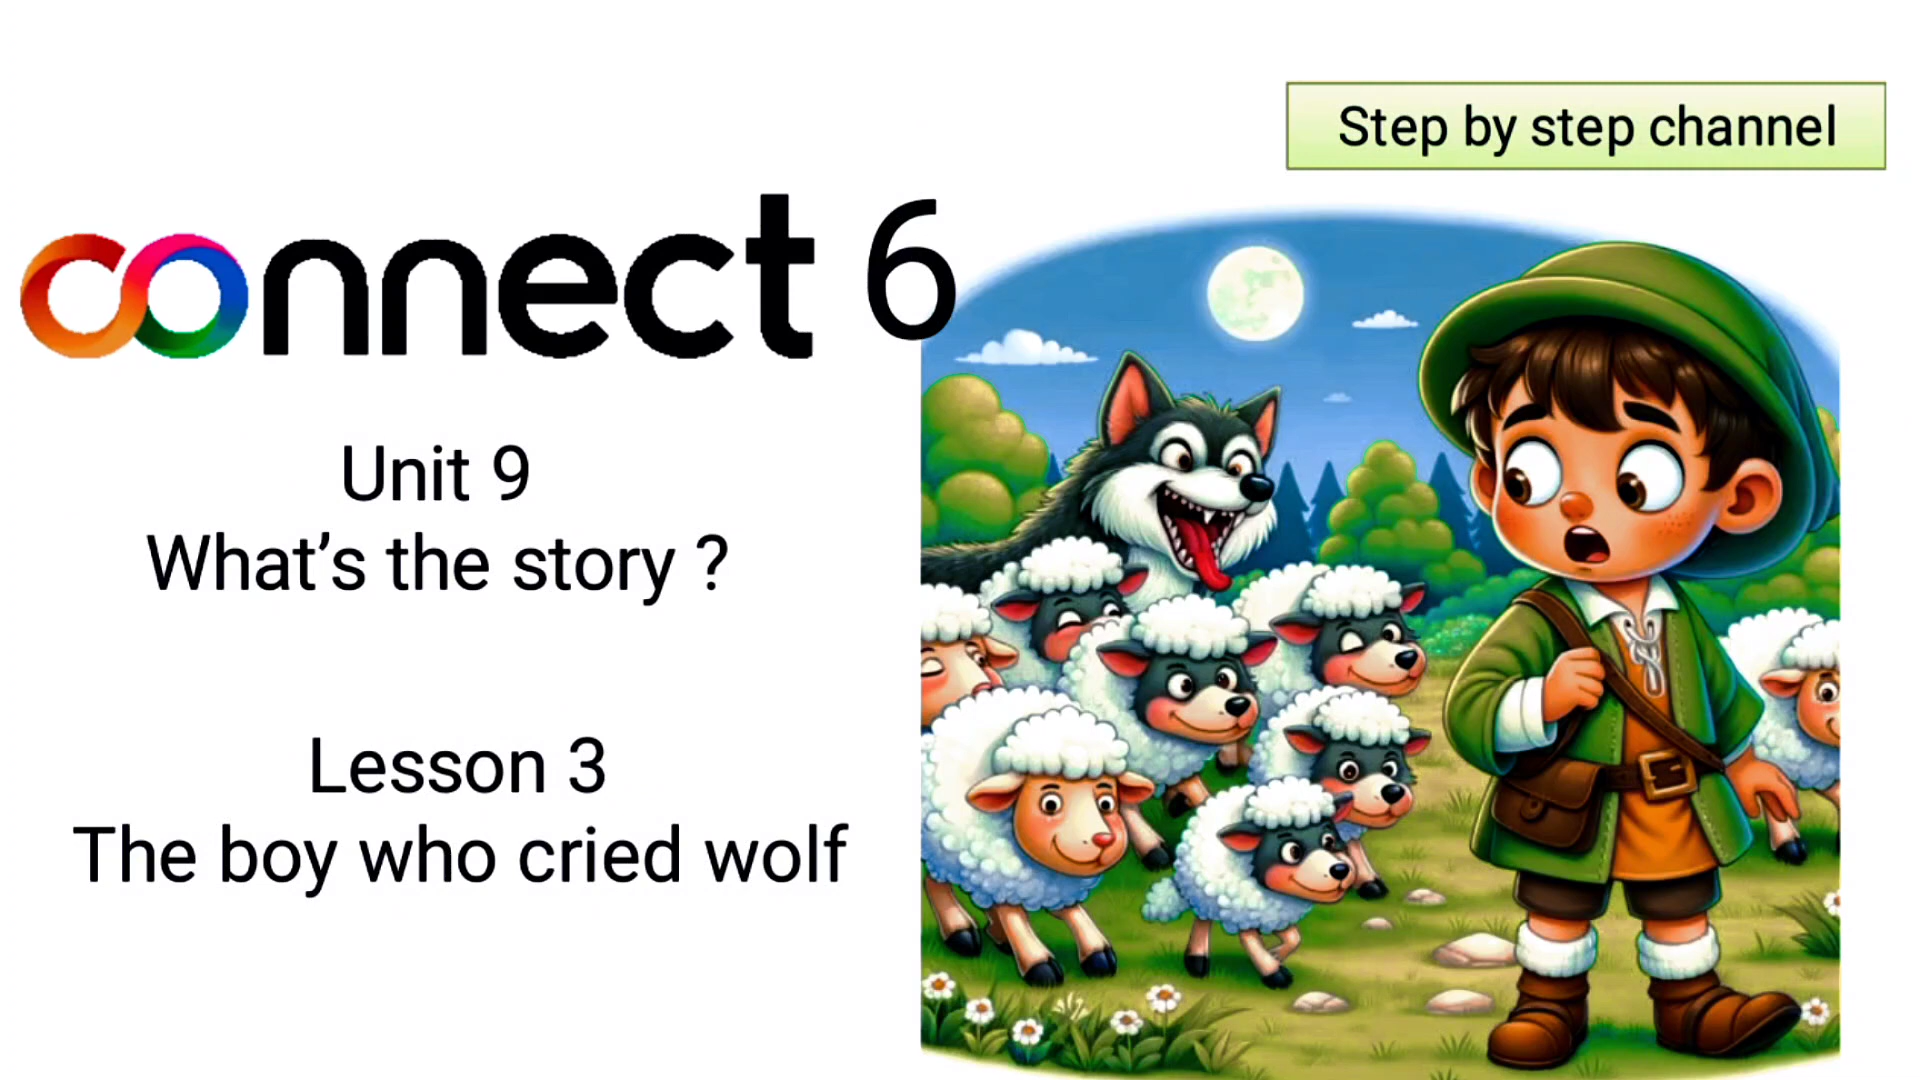 Step by step channel
connect 6
Unit 9
What's the story ?
Lesson 3
The boy who cried wolf